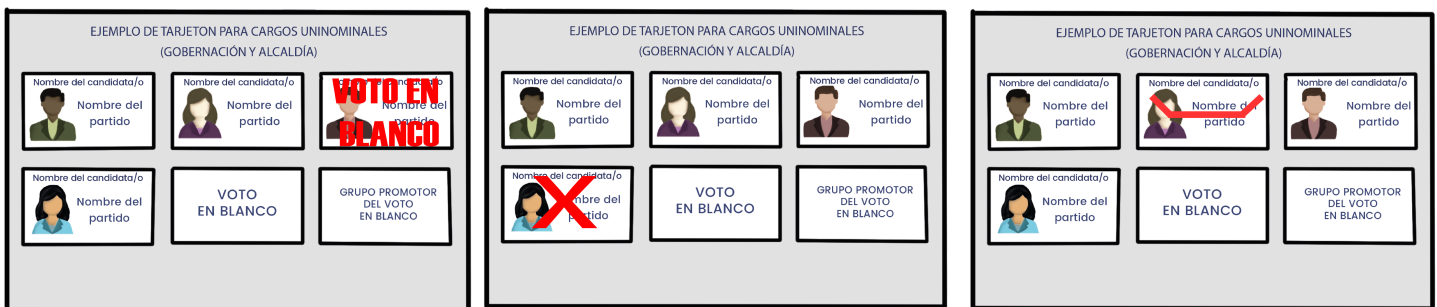 EJEMPLO DE TARJETON PARA CARGOS UNINOMINALES
(GOBERNACIÓN Y ALCALDÍA)
Nombre del candidata/o
Nombre del
partido
Nombre del candidata/o
Nombre del
partido
VOTO EN
BLANCO
Nombre del candidata/o
Nombre del
partido
VOTO
EN BLANCO
GRUPO PROMOTOR
DEL VOTO
EN BLANCO
EJEMPLO DE TARJETON PARA CARGOS UNINOMINALES
(GOBERNACIÓN Y ALCALDÍA)
Nombre del candidata/o
Nombre del
partido
Nombre del candidata/o
Nombre del
partido
Nombre del candidata/o
Nombre del
partido
Nombre del candidata/o
VOTO
EN BLANCO
GRUPO PROMOTOR
DEL VOTO
EN BLANCO
EJEMPLO DE TARJETON PARA CARGOS UNINOMINALES
(GOBERNACIÓN Y ALCALDÍA)
Nombre del candidata/o
Nombre del
partido
Nombre del candidata/o
Nombre del
partido
Nombre del candidata/o
Nombre del
partido
Nombre del candidata/o
Nombre del
partido
VOTO
EN BLANCO
GRUPO PROMOTOR
DEL VOTO
EN BLANCO